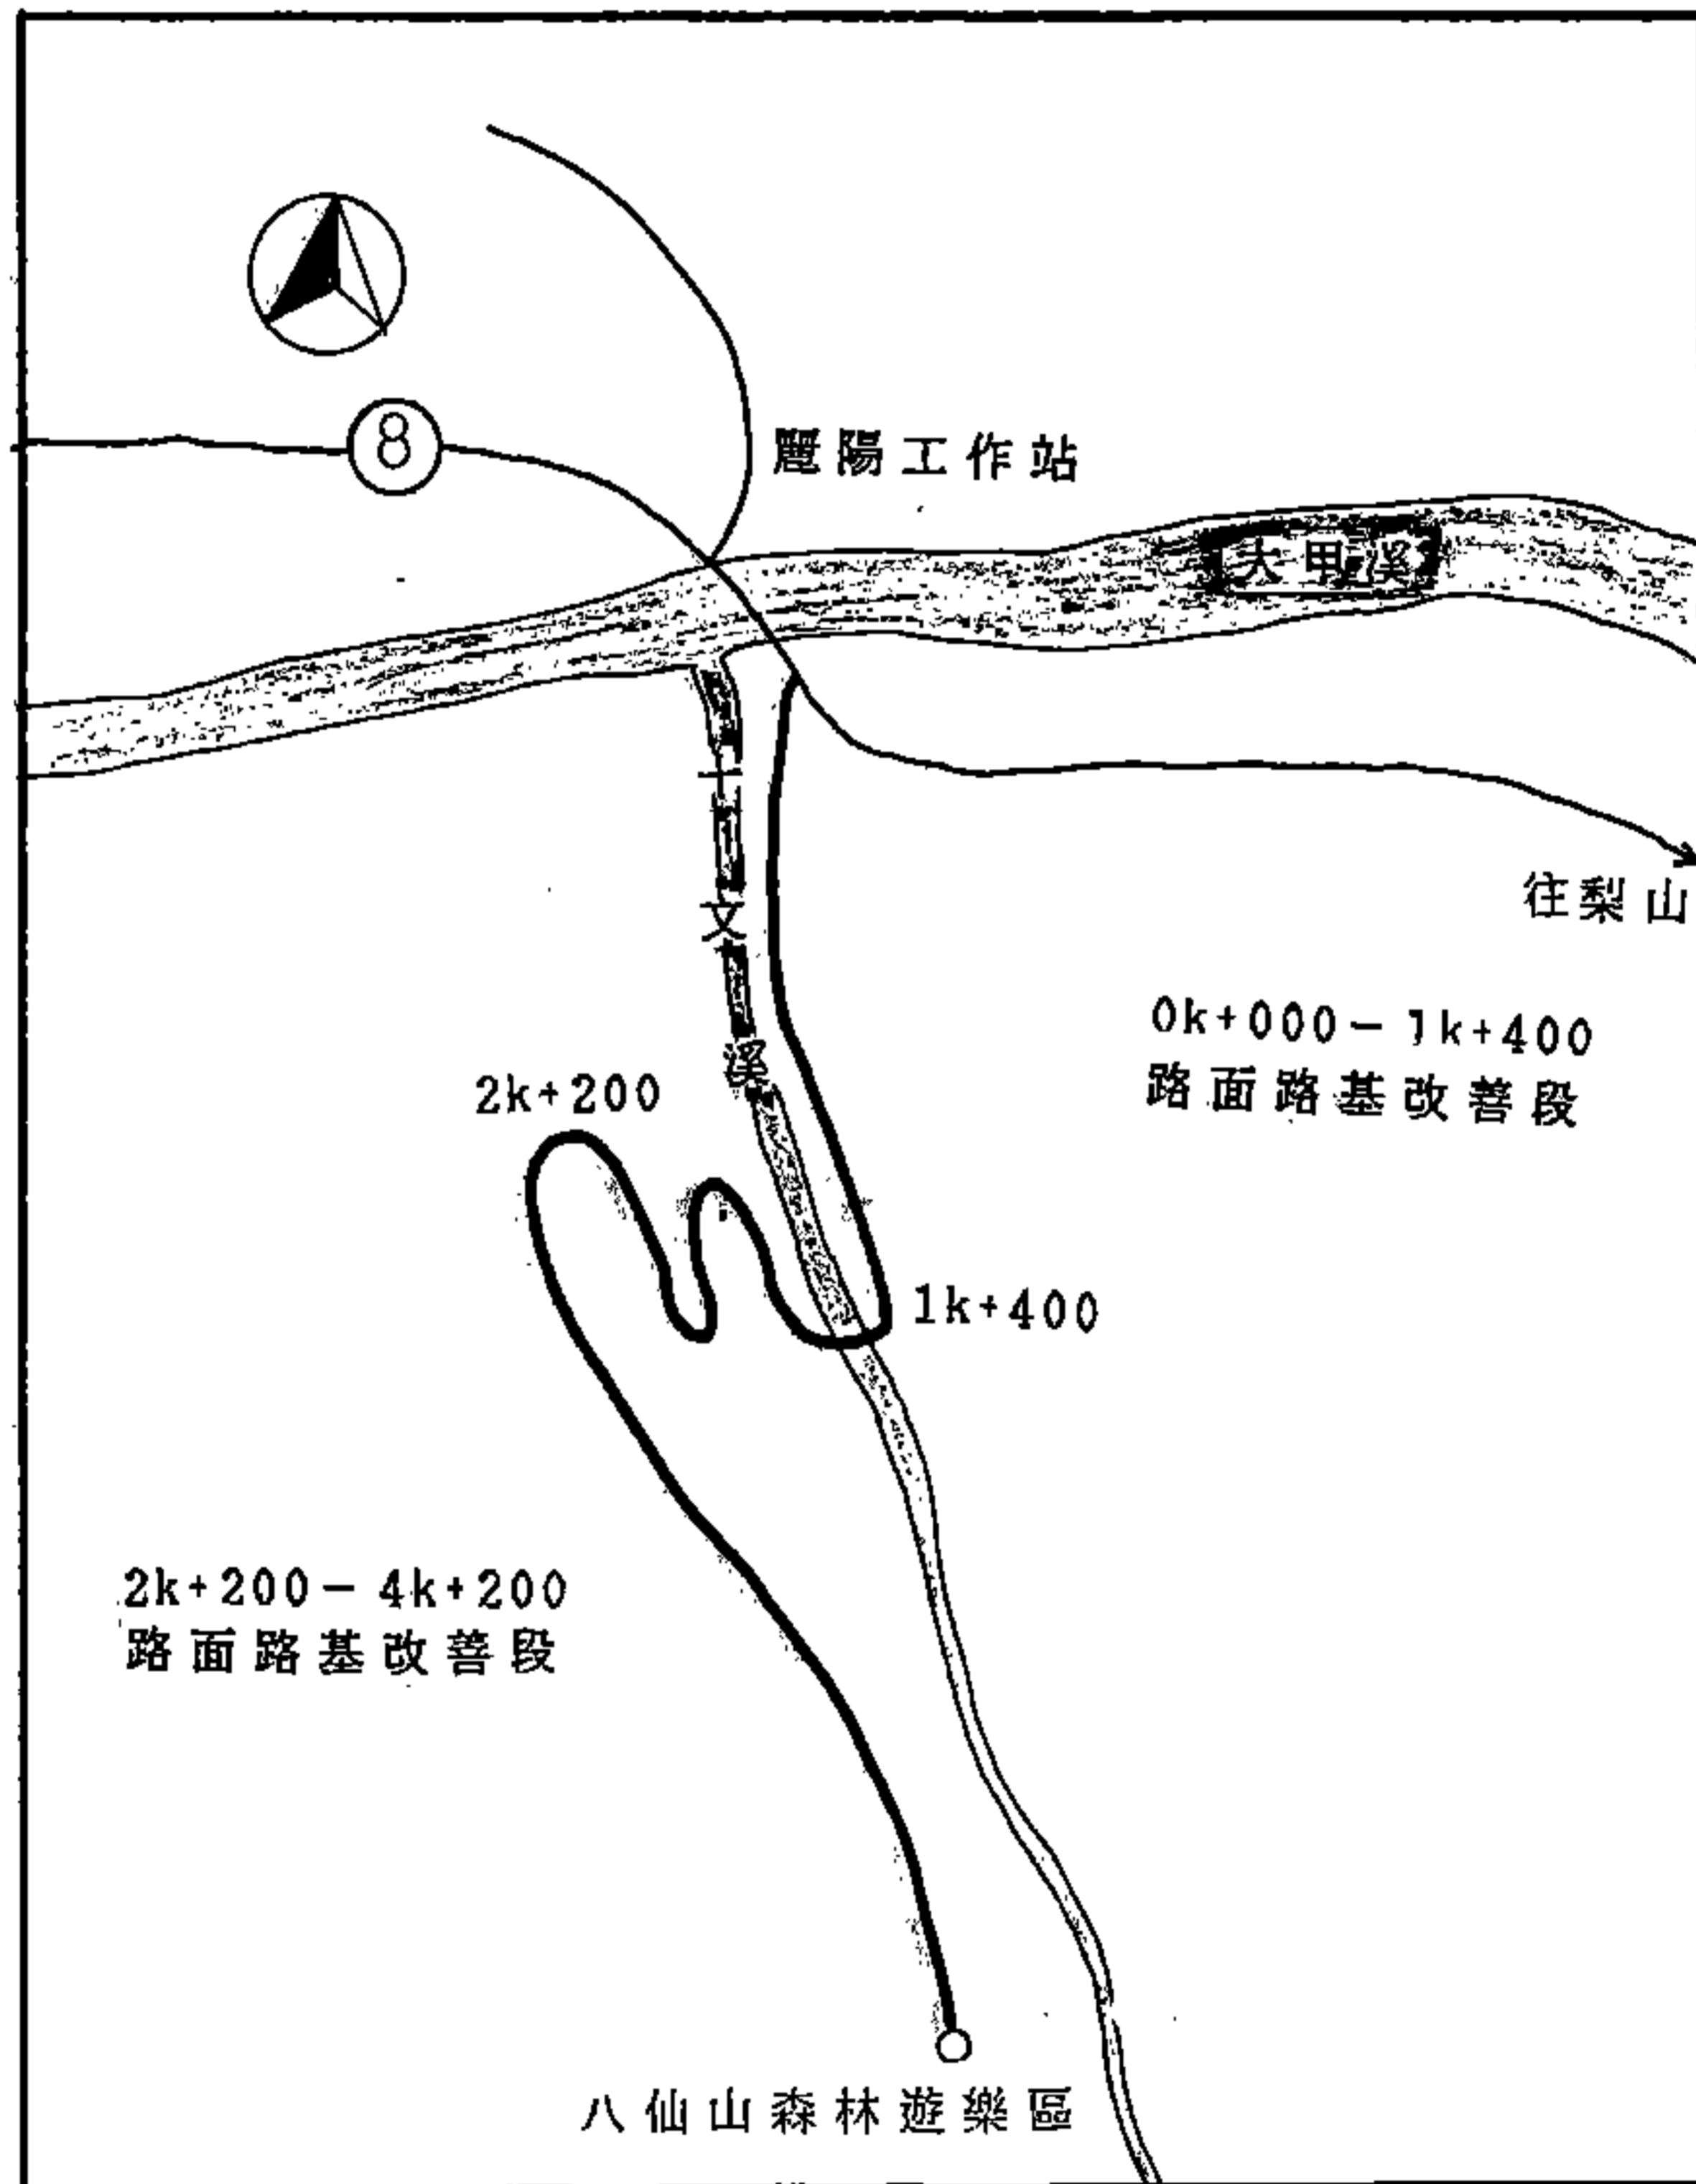 8
麗陽工作站
大甲溪
十文溪
往梨山
0k+000-1k+400
路面路基改善段
2k+200
1k+400
2k+200-4k+200
路面路基改善段
八仙山森林遊樂區